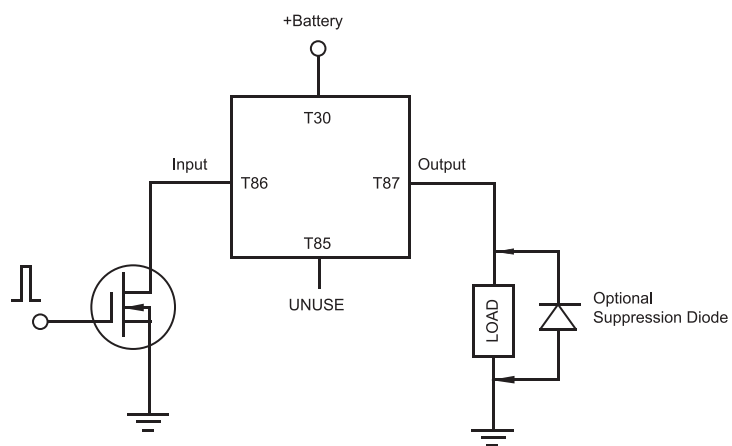 +Battery
T30
Input
Output
T86
T87
T85
UNUSE
LOAD
Optional
Suppression Diode